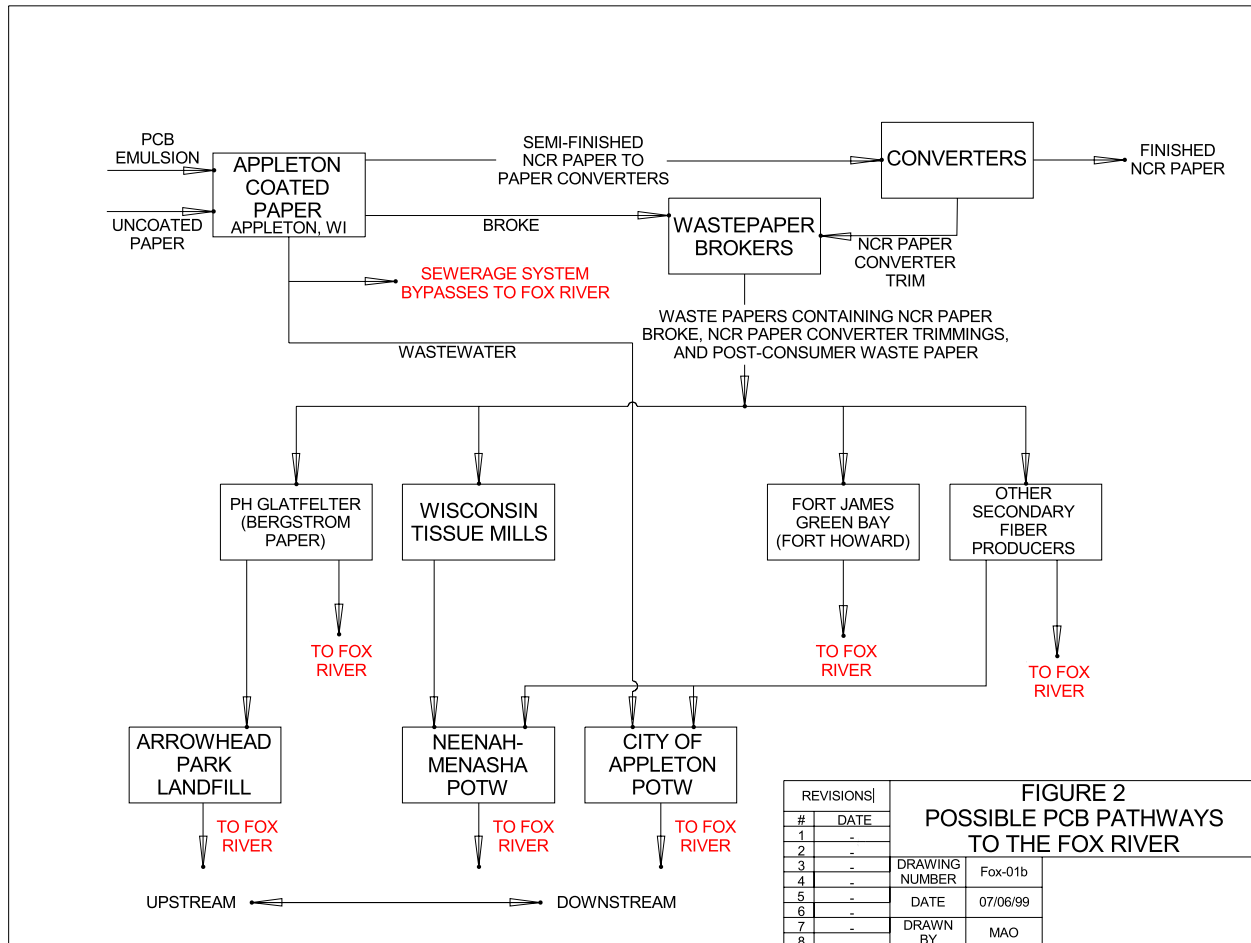 PCB
EMULSION
UNCOATED
PAPER
APPLETON
COATED
PAPER
APPLETON, WI
SEMI-FINISHED
NCR PAPER TO
PAPER CONVERTERS
CONVERTERS
FINISHED
NCR PAPER
BROKE
WASTEPAPER
BROKERS
NCR PAPER
CONVERTER
TRIM
SEWERAGE SYSTEM
BYPASSES TO FOX RIVER
WASTEWATER
WASTE PAPERS CONTAINING NCR PAPER
BROKE, NCR PAPER CONVERTER TRIMMINGS,
AND POST-CONSUMER WASTE PAPER
PH GLATFELTER
(BERGSTROM
PAPER)
WISCONSIN
TISSUE MILLS
FORT JAMES
GREEN BAY
(FORT HOWARD)
OTHER
SECONDARY
FIBER
PRODUCERS
TO FOX
RIVER
TO FOX
RIVER
TO FOX
RIVER
ARROWHEAD
PARK
LANDFILL
NEENAH-
MENASHA
POTW
CITY OF
APPLETON
POTW
TO FOX
RIVER
TO FOX
RIVER
TO FOX
RIVER
UPSTREAM
DOWNSTREAM
REVISIONS
# DATE
1 -
2 -
3 -
4 -
5 -
6 -
7 -
8
FIGURE 2
POSSIBLE PCB PATHWAYS
TO THE FOX RIVER
DRAWING
NUMBER
Fox-01b
DATE
07/06/99
DRAWN
BY
MAO